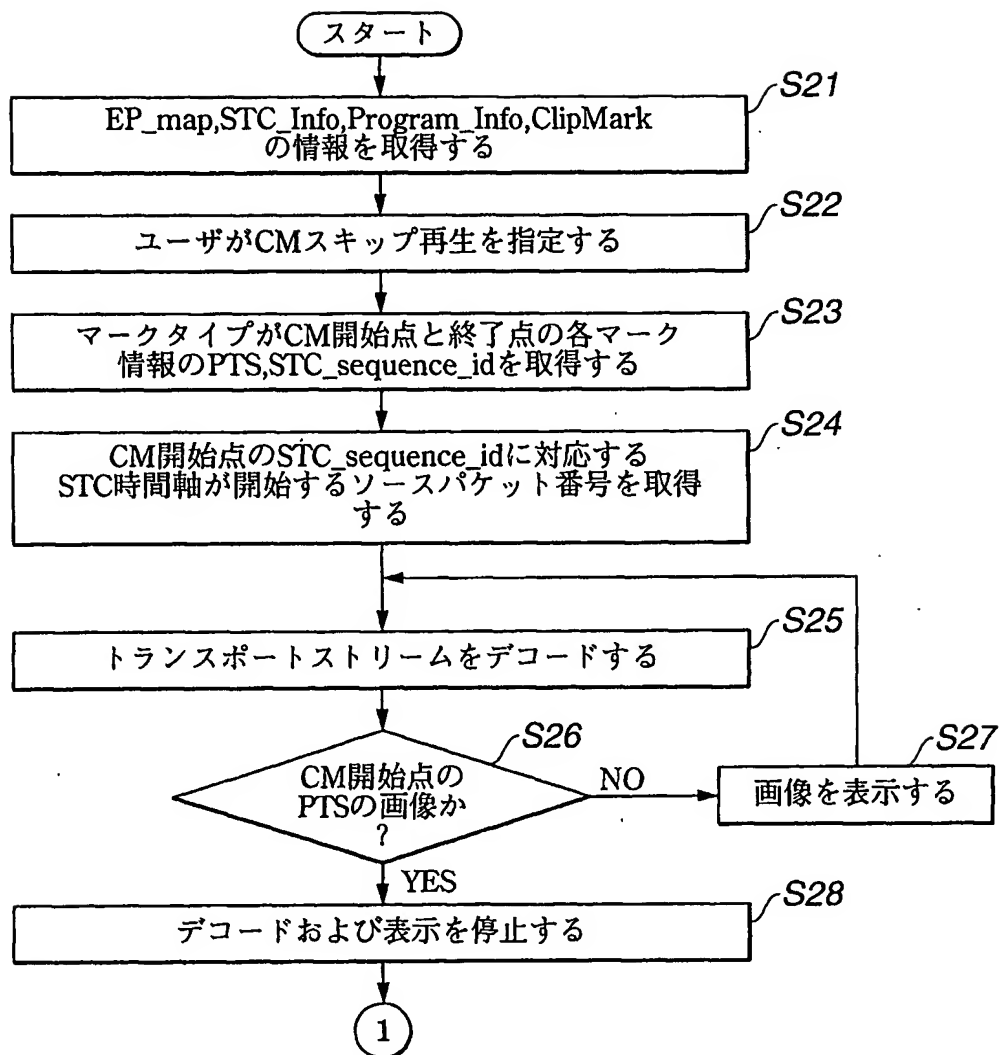 スタート
S21
EP_map,STC_Info,Program_Info,ClipMark
の情報を取得する
S22
ユーザがCMスキップ再生を指定する
S23
マークタイプがCM開始点と終了点の各マーク
情報のPTS,STC_sequence_idを取得する
S24
CM開始点のSTC_sequence_idに対応する
STC時間軸が開始するソースパケット番号を取得
する
S25
トランスポートストリームをデコードする
S26
CM開始点の
PTSの画像か
?
NO
S27
画像を表示する
YES
S28
デコードおよび表示を停止する
1